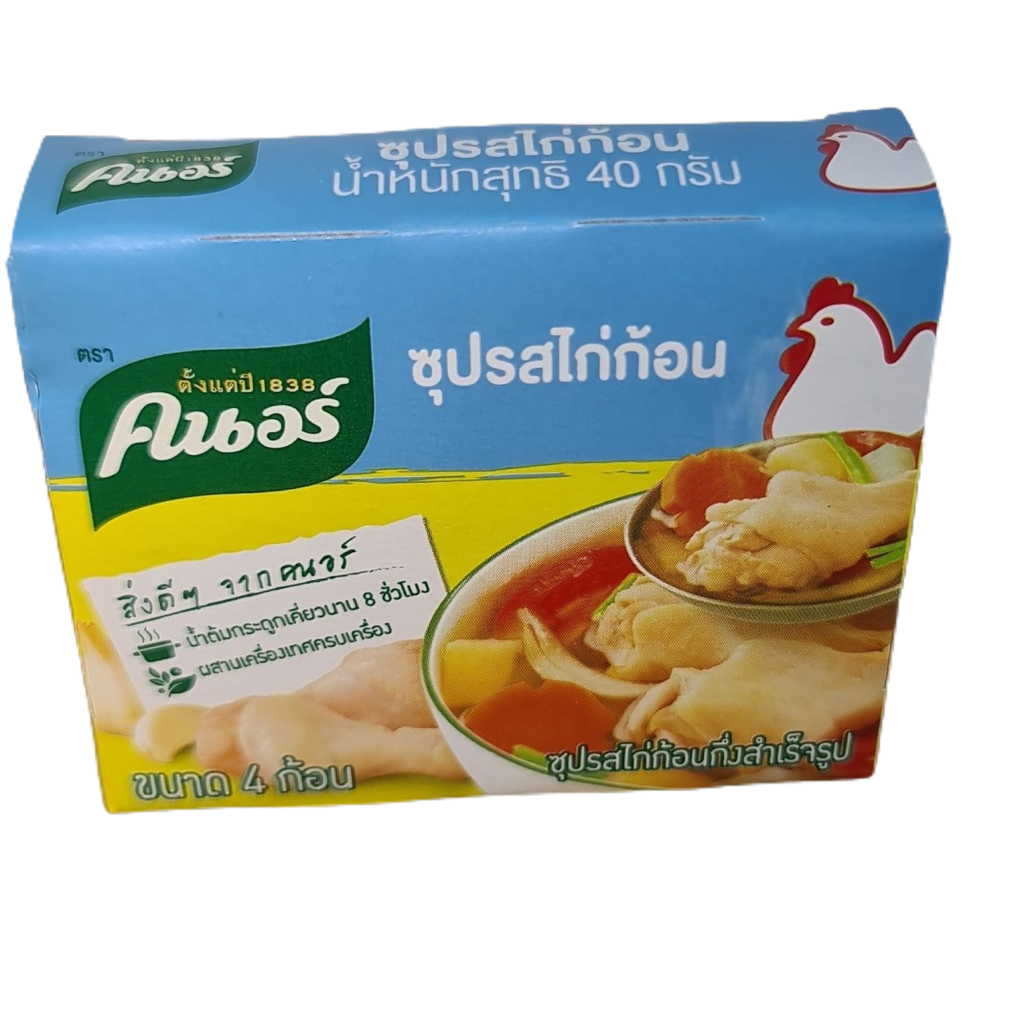 ตรา
ตั้งแต่ปี 1838
คนอร์
ซุปรสไก่ก้อน
น้ำหนักสุทธิ 40 กรัม
ตรา
ตั้งแต่ปี 1838
คนอร์
ซุปรสไก่ก้อน
สิ่งดีๆ จากคนอร์
น้ำต้มกระดูกเคี่ยวนาน 8 ชั่วโมง
ผสานเครื่องเทศครบเครื่อง
ซุปรสไก่ก้อนกึ่งสำเร็จรูป
ขนาด 4 ก้อน